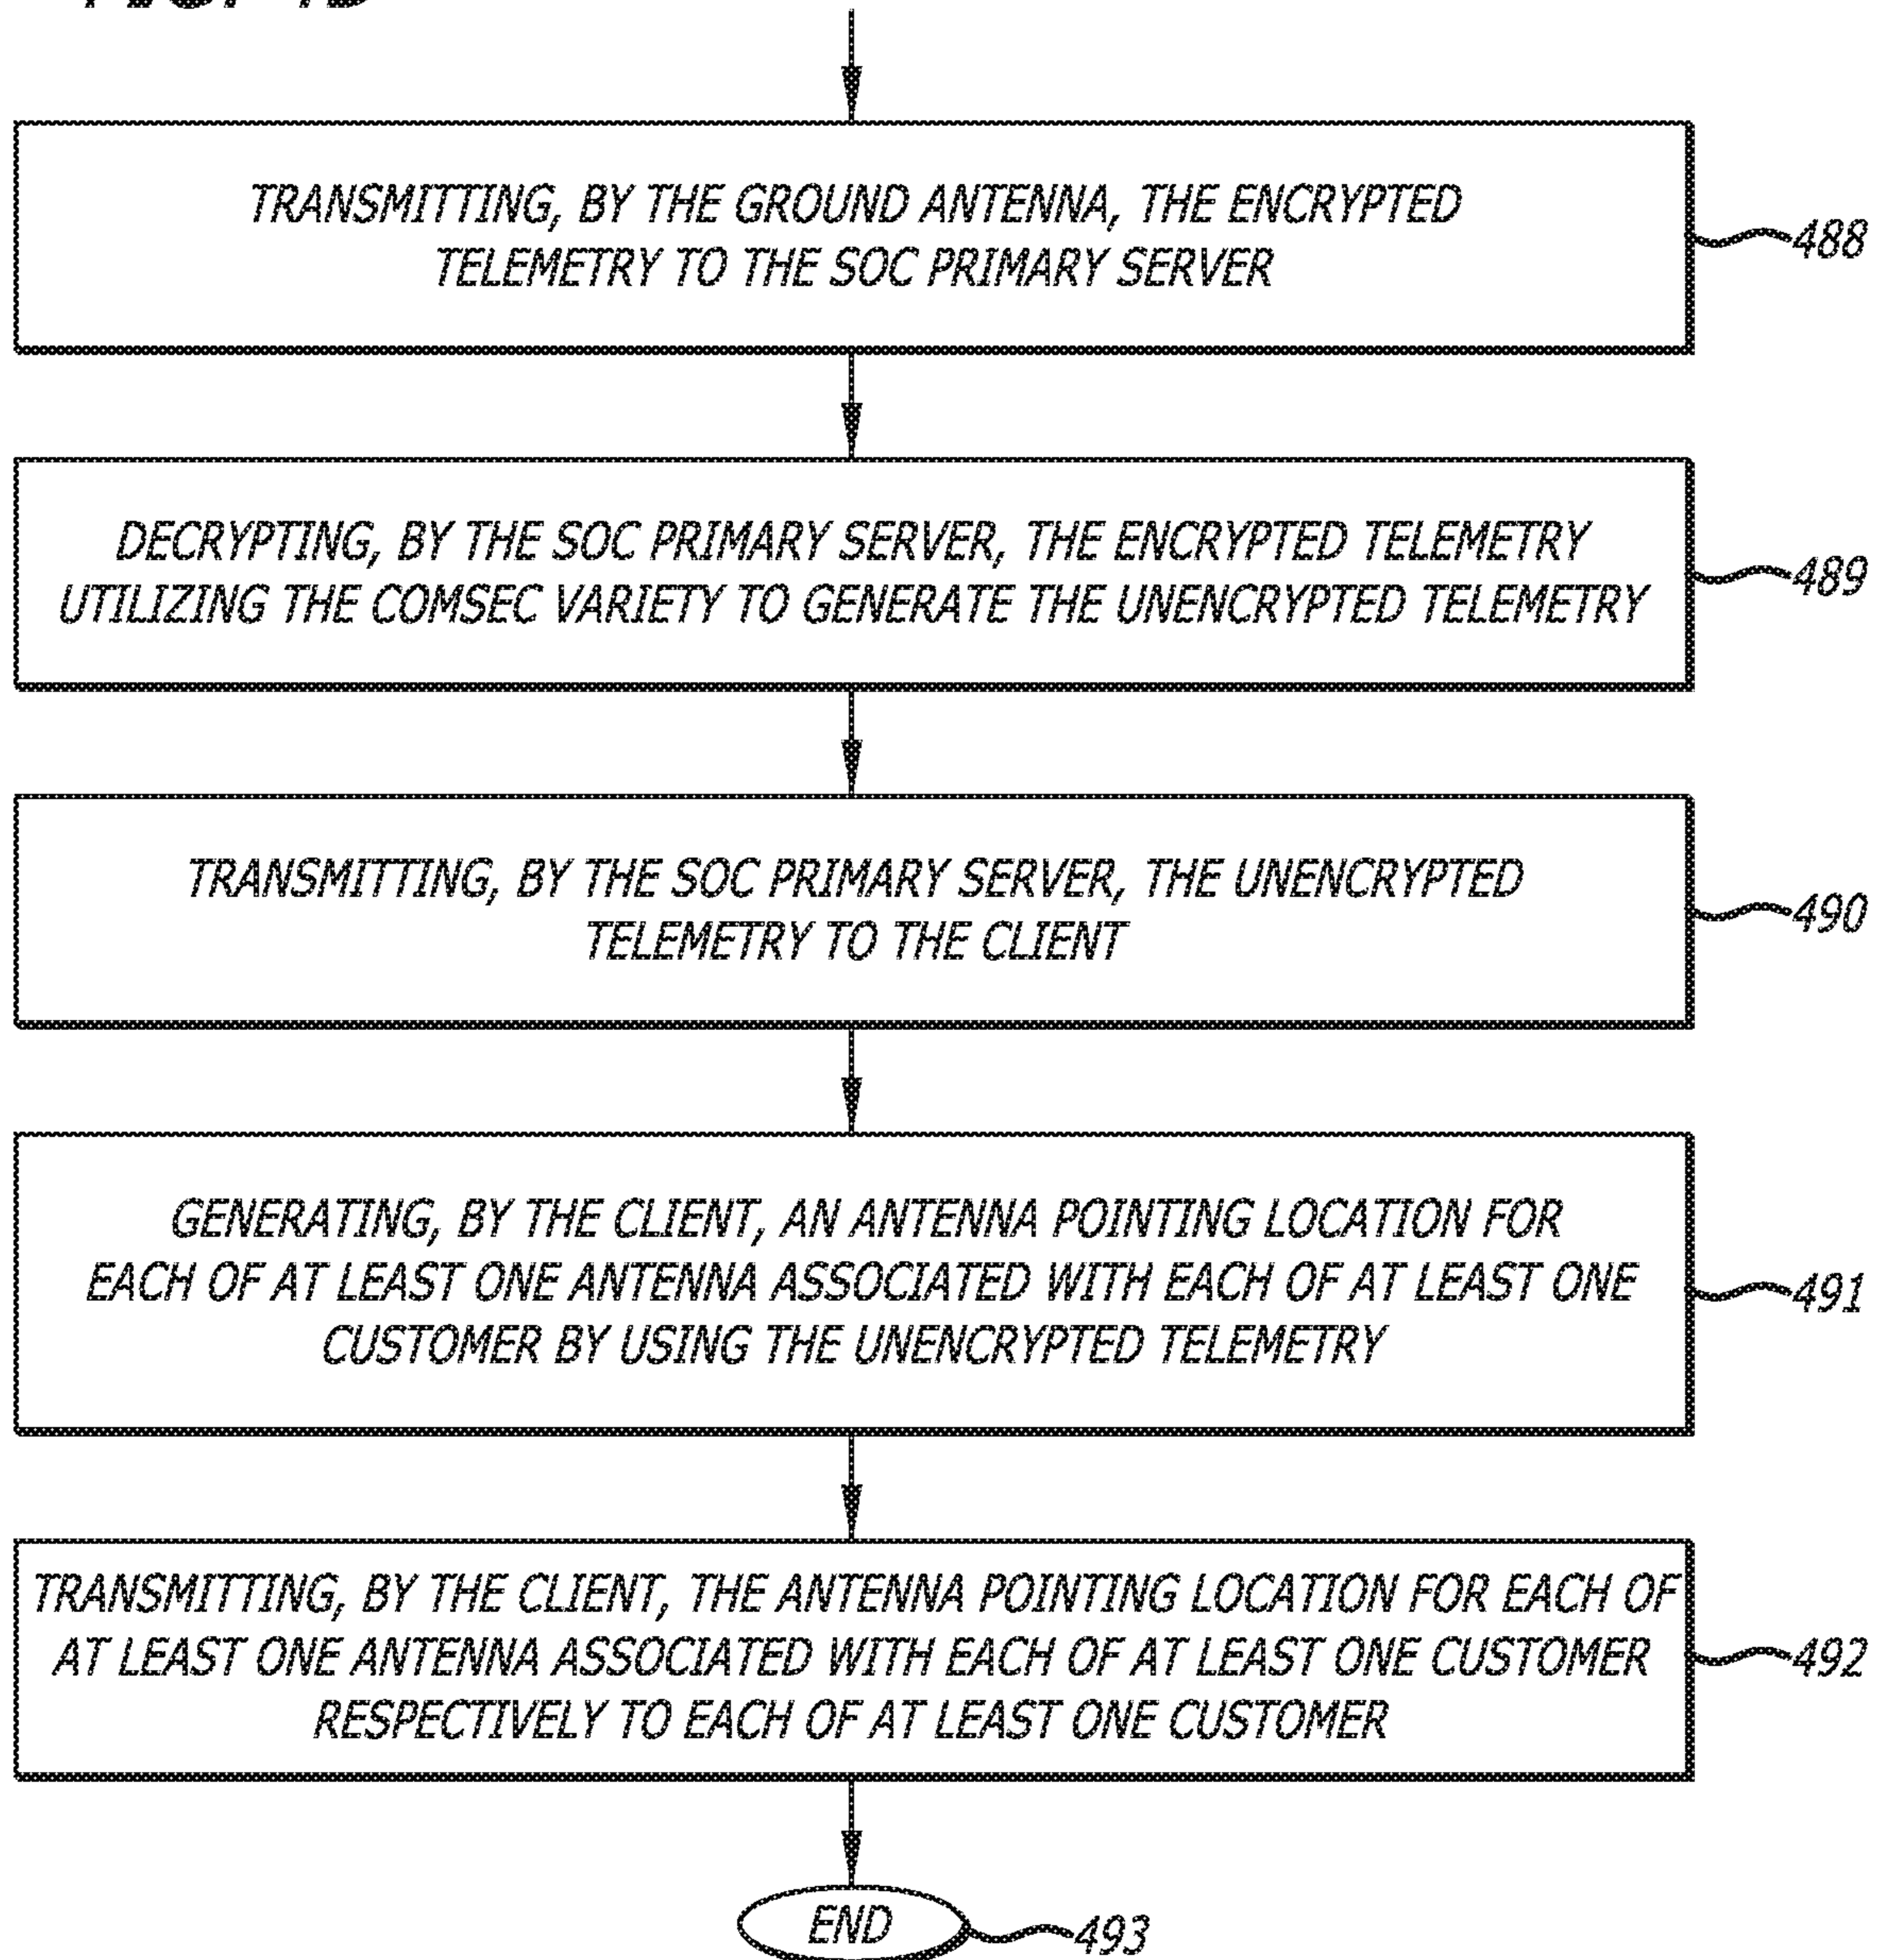 TRANSMITTING, BY THE GROUND ANTENNA, THE ENCRYPTED
TELEMETRY TO THE SOC PRIMARY SERVER
488
DECRYPTING, BY THE SOC PRIMARY SERVER, THE ENCRYPTED TELEMETRY
UTILIZING THE COMSEC VARIETY TO GENERATE THE UNENCRYPTED TELEMETRY
489
TRANSMITTING, BY THE SOC PRIMARY SERVER, THE UNENCRYPTED
TELEMETRY TO THE CLIENT
490
GENERATING, BY THE CLIENT, AN ANTENNA POINTING LOCATION FOR
EACH OF AT LEAST ONE ANTENNA ASSOCIATED WITH EACH OF AT LEAST ONE
CUSTOMER BY USING THE UNENCRYPTED TELEMETRY
491
TRANSMITTING, BY THE CLIENT, THE ANTENNA POINTING LOCATION FOR EACH OF
AT LEAST ONE ANTENNA ASSOCIATED WITH EACH OF AT LEAST ONE CUSTOMER
RESPECTIVELY TO EACH OF AT LEAST ONE CUSTOMER
492
END
493